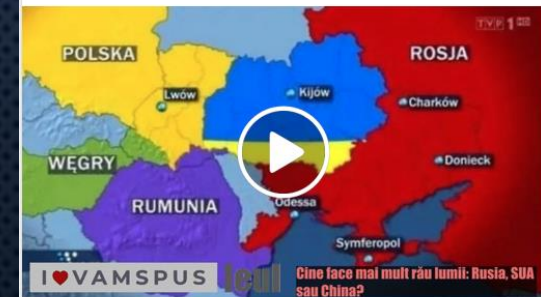 TVP 1 HD
POLSKA
ROSJA
Lwów
Kijów
Charków
WĘGRY
Donieck
RUMUNIA
Odessa
Symferopol
I ♥ VAMSPUS
leul
Cine face mai mult rău lumii: Rusia, SUA
sau China?